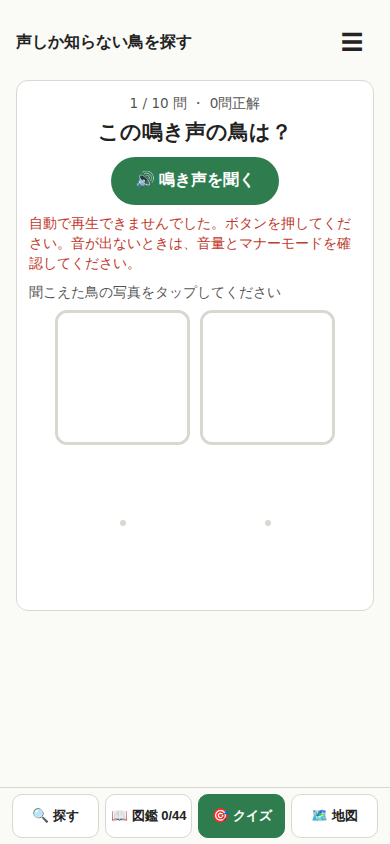 声しか知らない鳥を探す
1 / 10 問 ・ 0問正解
この鳴き声の鳥は？
🔊 鳴き声を聞く
自動で再生できませんでした。ボタンを押してくだ
さい。音が出ないときは、音量とマナーモードを確
認してください。
聞こえた鳥の写真をタップしてください
🔍 探す
📖 図鑑 0/44
🎯 クイズ
🗺️ 地図